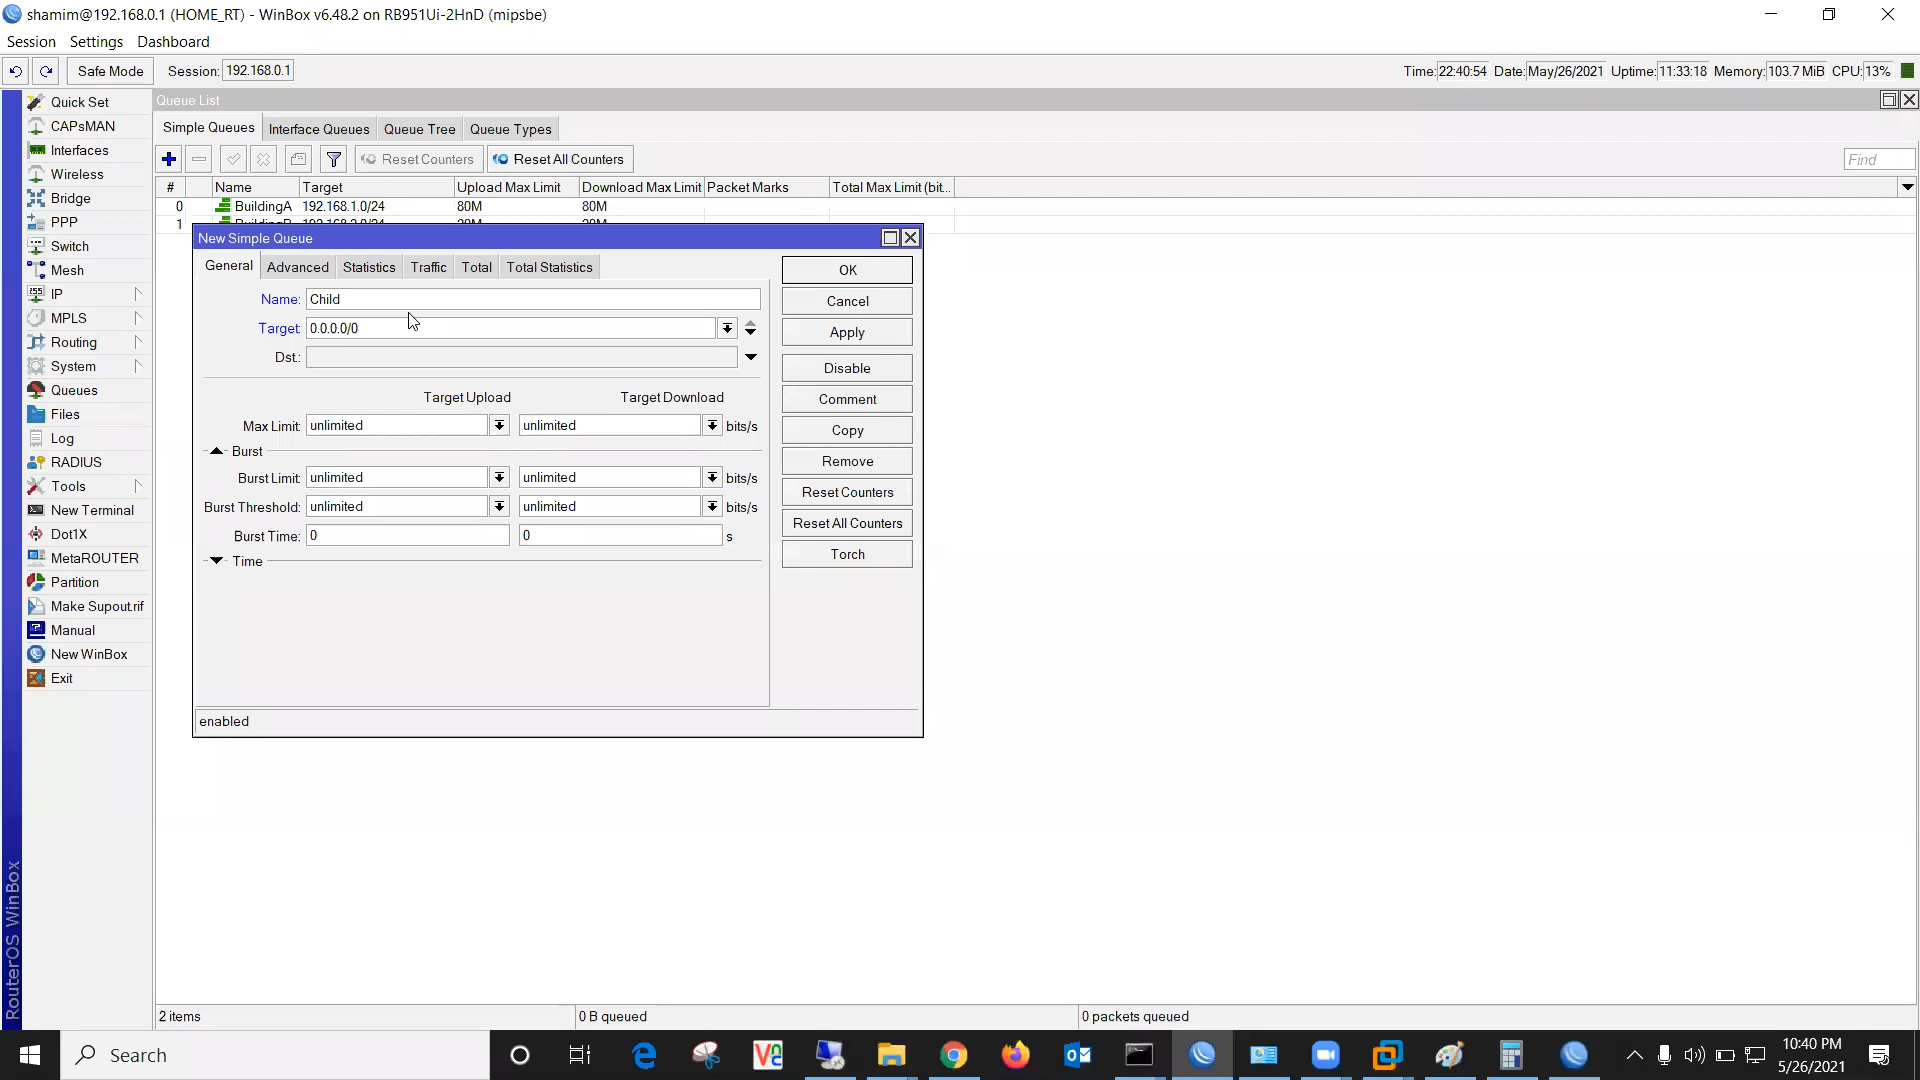 shamim@192.168.0.1 (HOME_RT) - WinBox v6.48.2 on RB951Ui-2HnD (mipsbe)
Session Settings Dashboard
Safe Mode Session: 192.168.0.1 Time: 22:40:54 Date: May/26/2021 Uptime: 11:33:18 Memory: 103.7 MiB CPU: 13%
Quick Set
CAPsMAN
Interfaces
Wireless
Bridge
PPP
Switch
Mesh
IP
MPLS
Routing
System
Queues
Files
Log
RADIUS
Tools
New Terminal
Dot1X
MetaROUTER
Partition
Make Supout.rif
Manual
New WinBox
Exit
RouterOS WinBox
Queue List
Simple Queues Interface Queues Queue Tree Queue Types
Reset Counters Reset All Counters Find
# Name Target Upload Max Limit Download Max Limit Packet Marks Total Max Limit (bit...
0 BuildingA 192.168.1.0/24 80M 80M
1
New Simple Queue
General Advanced Statistics Traffic Total Total Statistics
Name: Child
Target: 0.0.0.0/0
Dst.:
Target Upload Target Download
Max Limit: unlimited unlimited bits/s
Burst
Burst Limit: unlimited unlimited bits/s
Burst Threshold: unlimited unlimited bits/s
Burst Time: 0 0 s
Time
enabled
OK
Cancel
Apply
Disable
Comment
Copy
Remove
Reset Counters
Reset All Counters
Torch
2 items 0 B queued 0 packets queued
Search
10:40 PM
5/26/2021